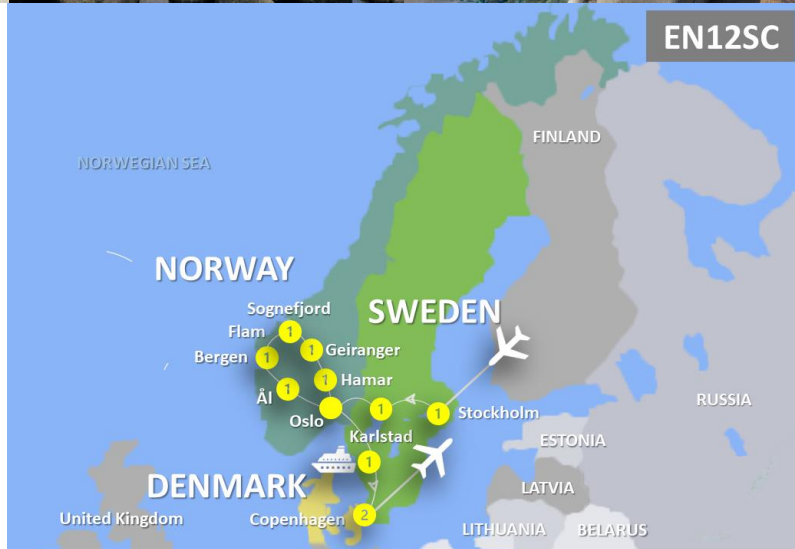 EN12SC
FINLAND
NORWEGIAN SEA
NORWAY
Sognefjord
SWEDEN
Flam
1
1
Geiranger
Bergen
1
1
Hamar
Ål
1
Oslo
1
1
Stockholm
RUSSIA
Karlstad
ESTONIA
1
DENMARK
LATVIA
United Kingdom
Copenhagen
2
LITHUANIA
BELARUS